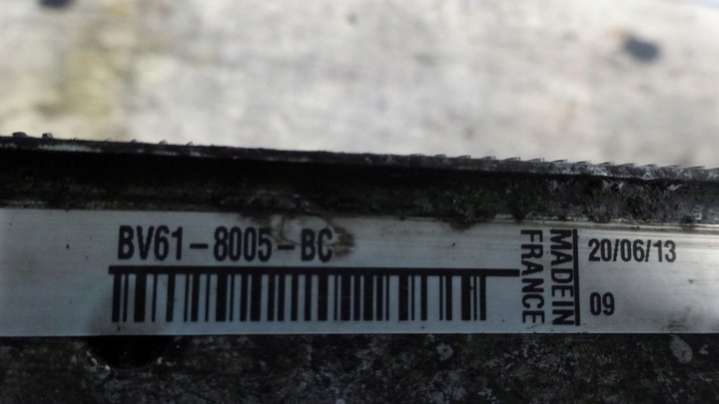 BV61-8005-BC
MADE IN
FRANCE
20/06/13
09